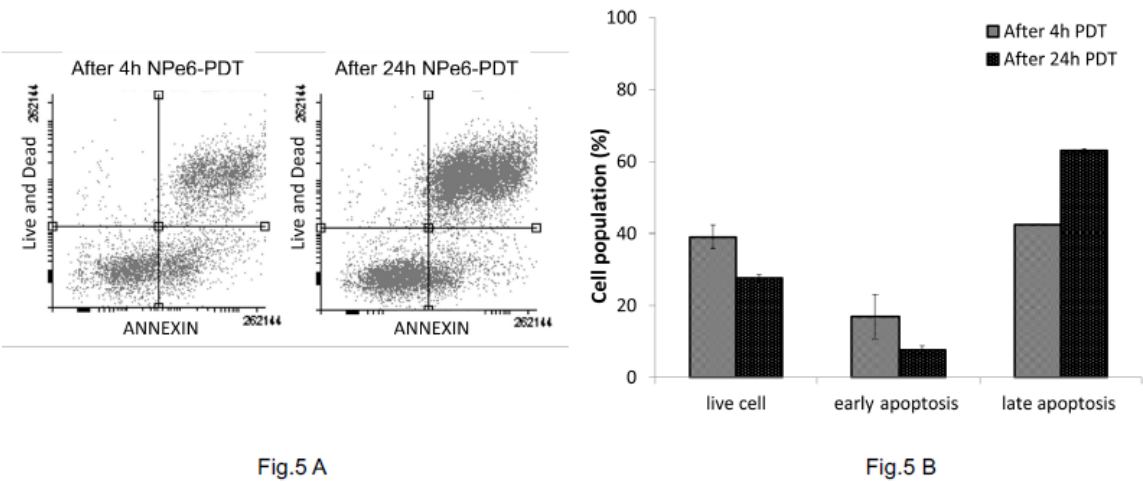 After 4h NPe6-PDT
262144
Live and Dead
ANNEXIN
262144
After 24h NPe6-PDT
262144
Live and Dead
ANNEXIN
262144
Fig.5 A
Cell population (%)
100
80
60
40
20
0
After 4h PDT
After 24h PDT
live cell
early apoptosis
late apoptosis
Fig.5 B